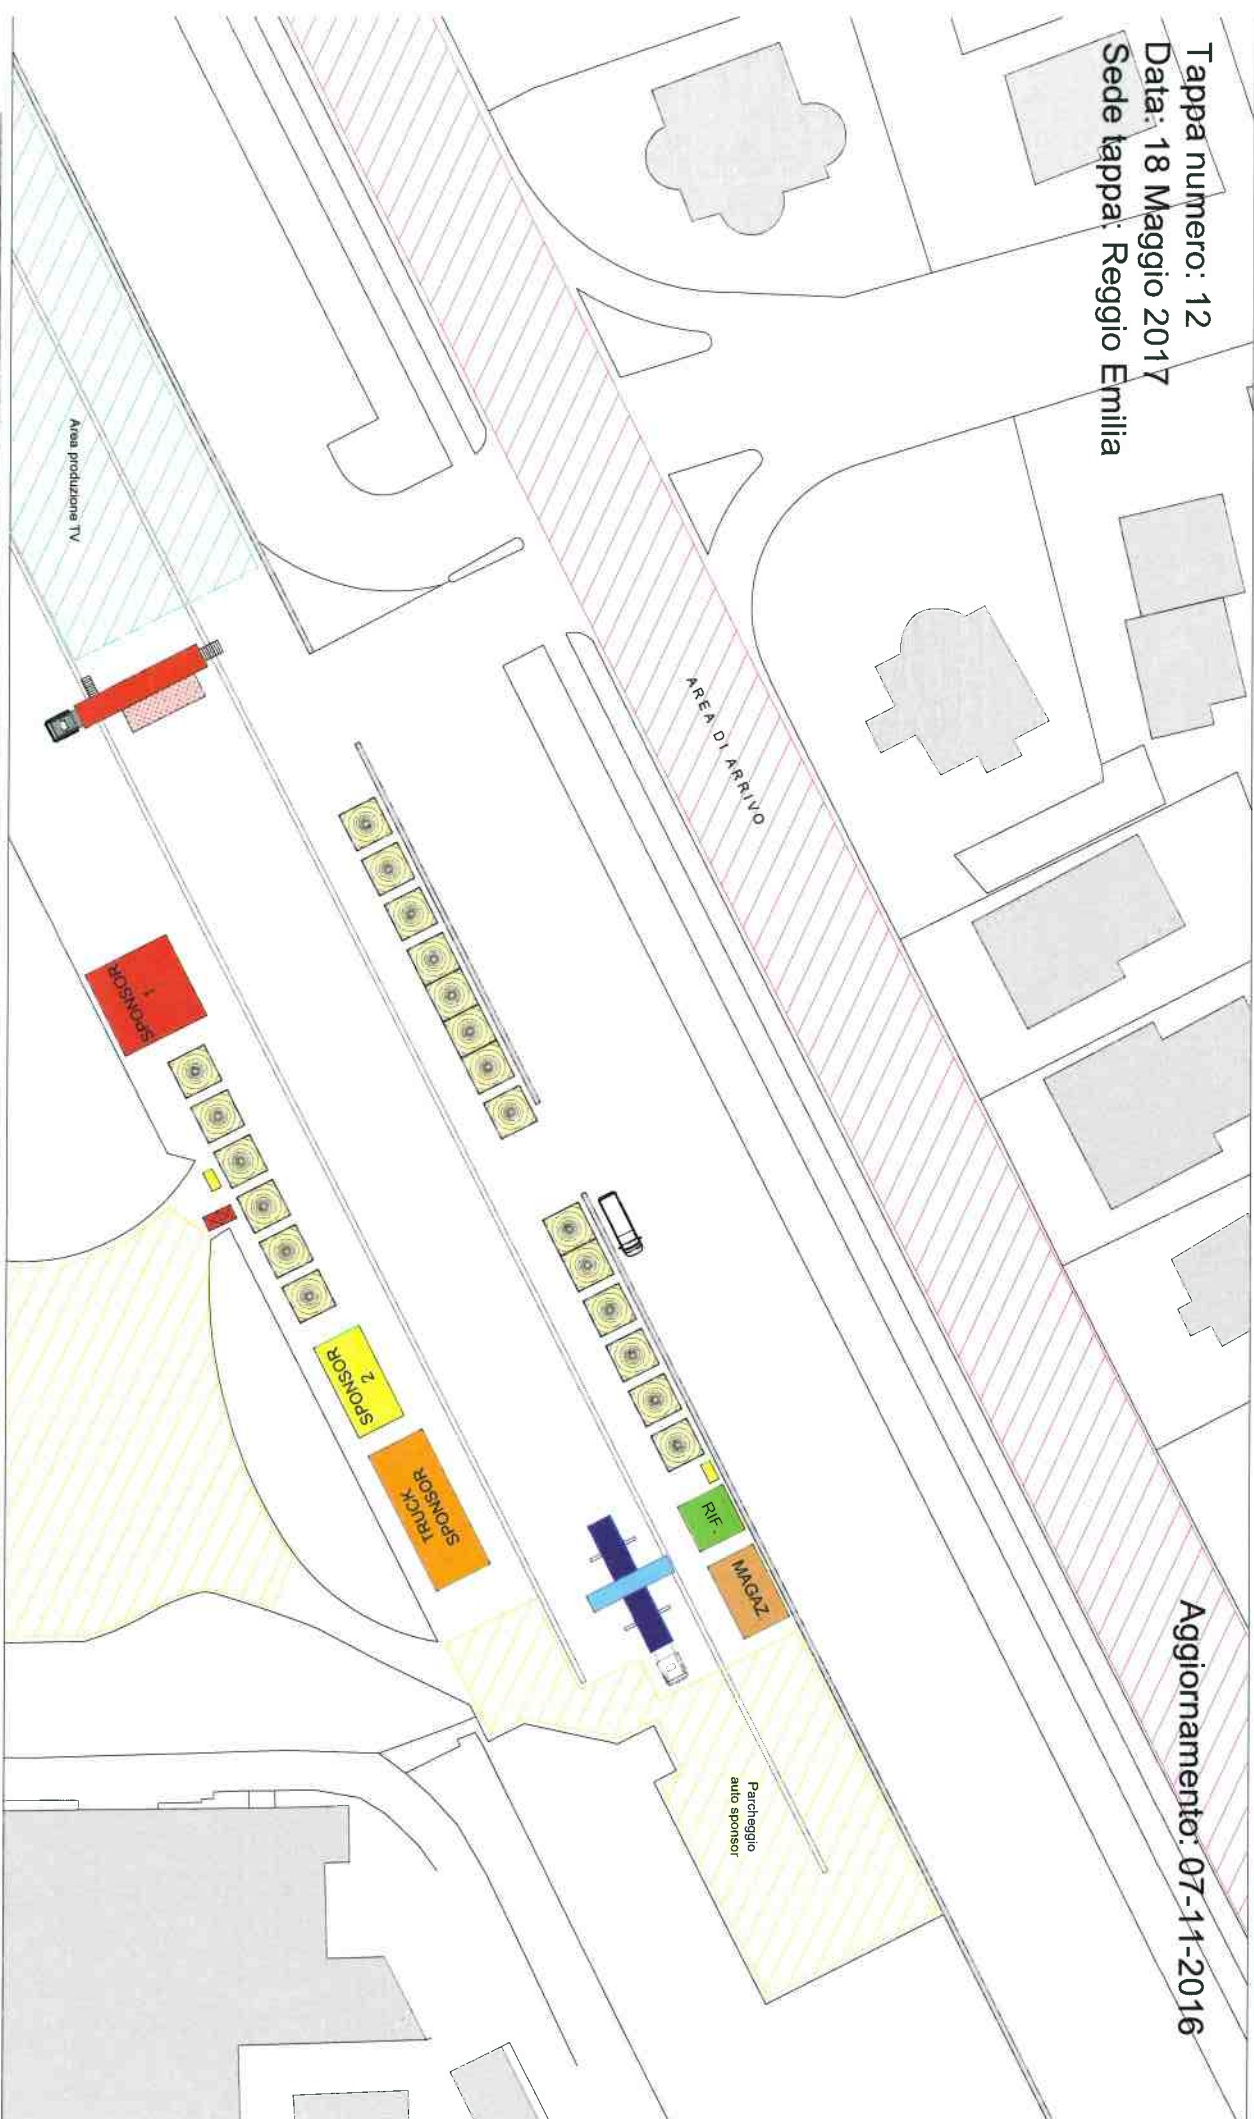 Tappa numero: 12
Data: 18 Maggio 2017
Sede tappa: Reggio Emilia
Aggiornamento: 07-11-2016
AREA DI ARRIVO
Area produzione TV
SPONSOR
1
SPONSOR
2
TRUCK
SPONSOR
RIF.
MAGAZ
Parcheggio
auto sponsor